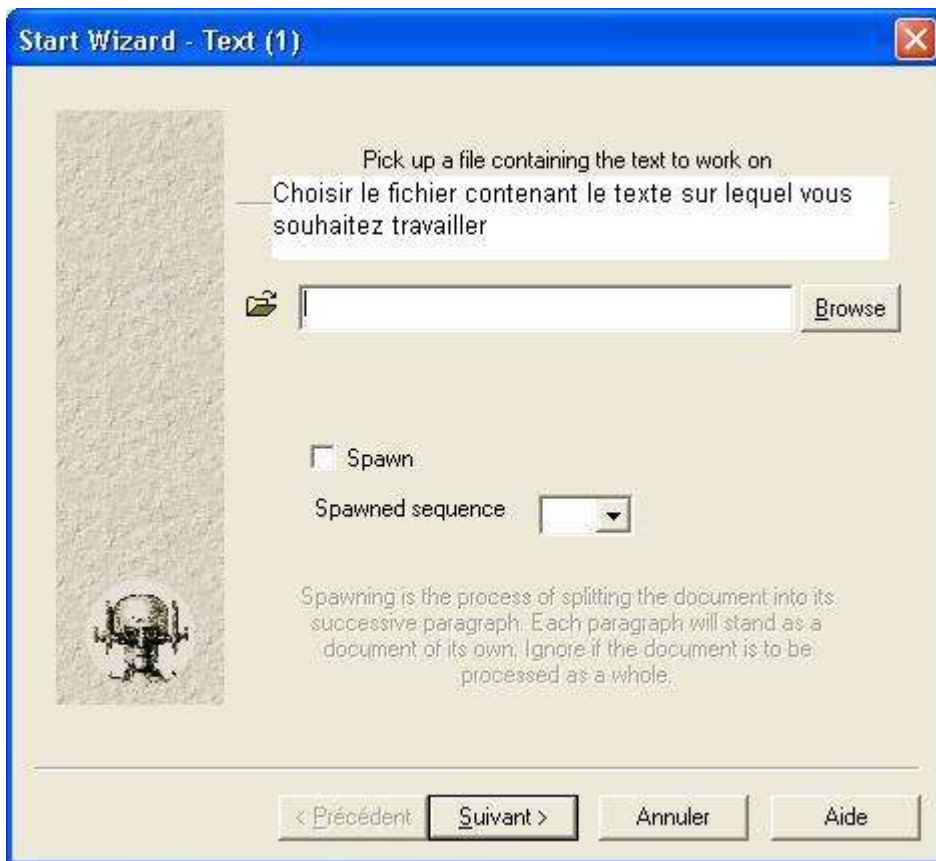 Start Wizard - Text (1)
Pick up a file containing the text to work on
Choisir le fichier contenant le texte sur lequel vous
souhaitez travailler
Browse
Spawn
Spawned sequence
Spawning is the process of splitting the document into its
successive paragraph. Each paragraph will stand as a
document of its own. Ignore if the document is to be
processed as a whole.
< Précédent Suivant > Annuler Aide